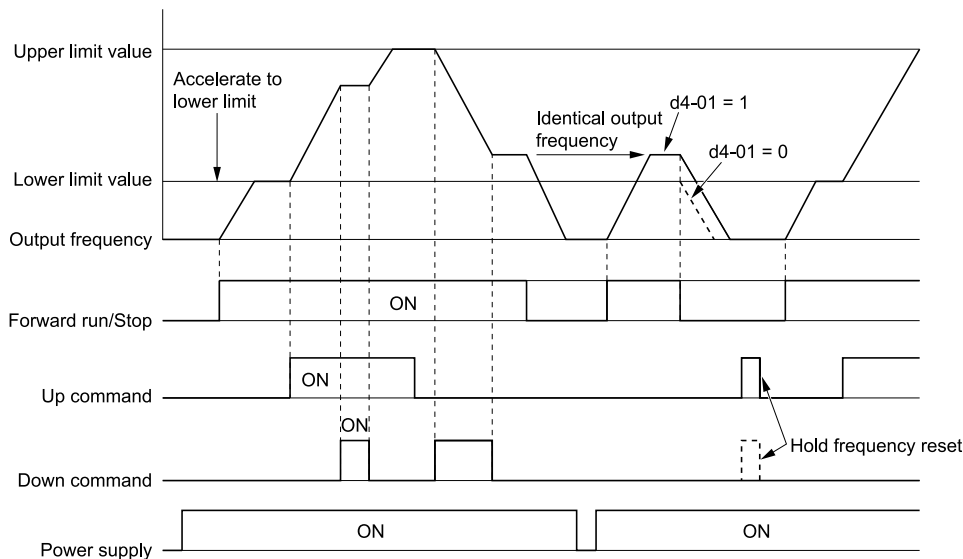 Upper limit value
Accelerate to
lower limit
d4-01 = 1
Identical output
frequency
d4-01 = 0
Lower limit value
Output frequency
ON
Forward run/Stop
ON
Up command
ON
Hold frequency reset
Down command
ON
ON
Power supply